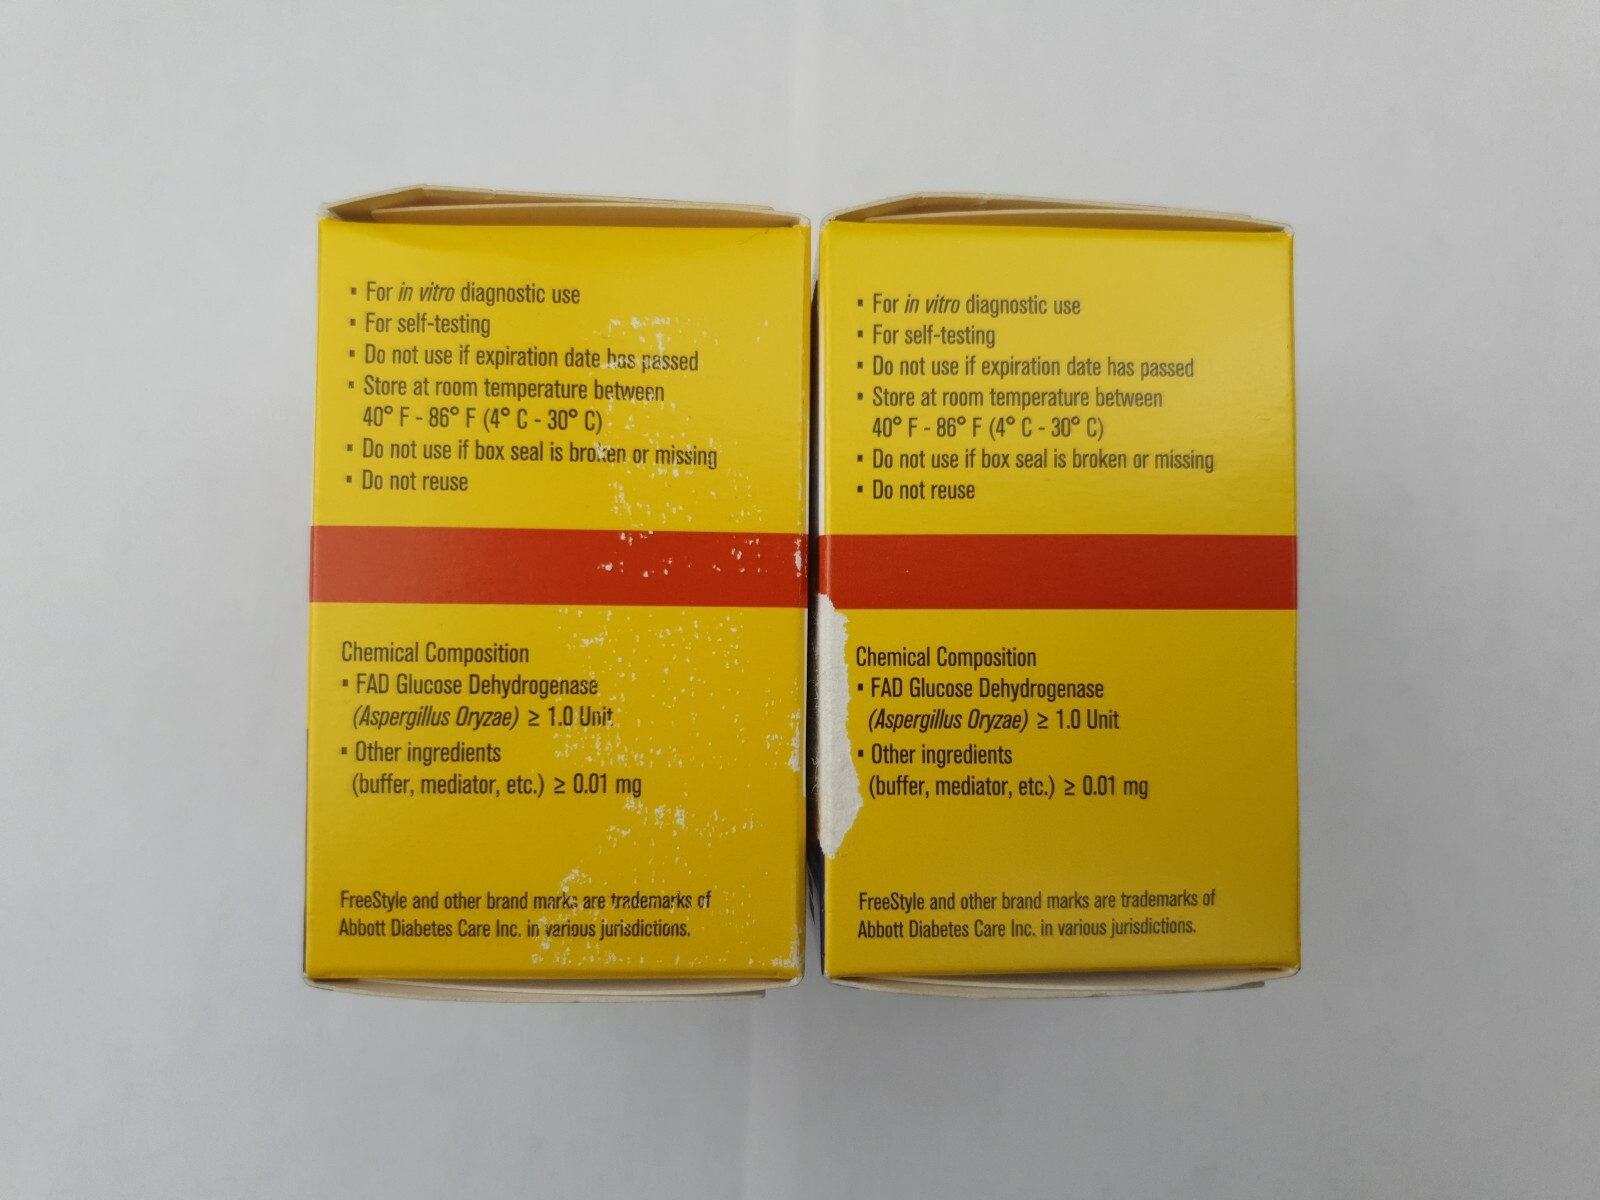 ▪ For in vitro diagnostic use
▪ For self-testing
▪ Do not use if expiration date has passed
▪ Store at room temperature between
40° F - 86° F (4° C - 30° C)
▪ Do not use if box seal is broken or missing
▪ Do not reuse
Chemical Composition
▪ FAD Glucose Dehydrogenase
(Aspergillus Oryzae) ≥ 1.0 Unit
▪ Other ingredients
(buffer, mediator, etc.) ≥ 0.01 mg
FreeStyle and other brand marks are trademarks of
Abbott Diabetes Care Inc. in various jurisdictions.
▪ For in vitro diagnostic use
▪ For self-testing
▪ Do not use if expiration date has passed
▪ Store at room temperature between
40° F - 86° F (4° C - 30° C)
▪ Do not use if box seal is broken or missing
▪ Do not reuse
Chemical Composition
▪ FAD Glucose Dehydrogenase
(Aspergillus Oryzae) ≥ 1.0 Unit
▪ Other ingredients
(buffer, mediator, etc.) ≥ 0.01 mg
FreeStyle and other brand marks are trademarks of
Abbott Diabetes Care Inc. in various jurisdictions.